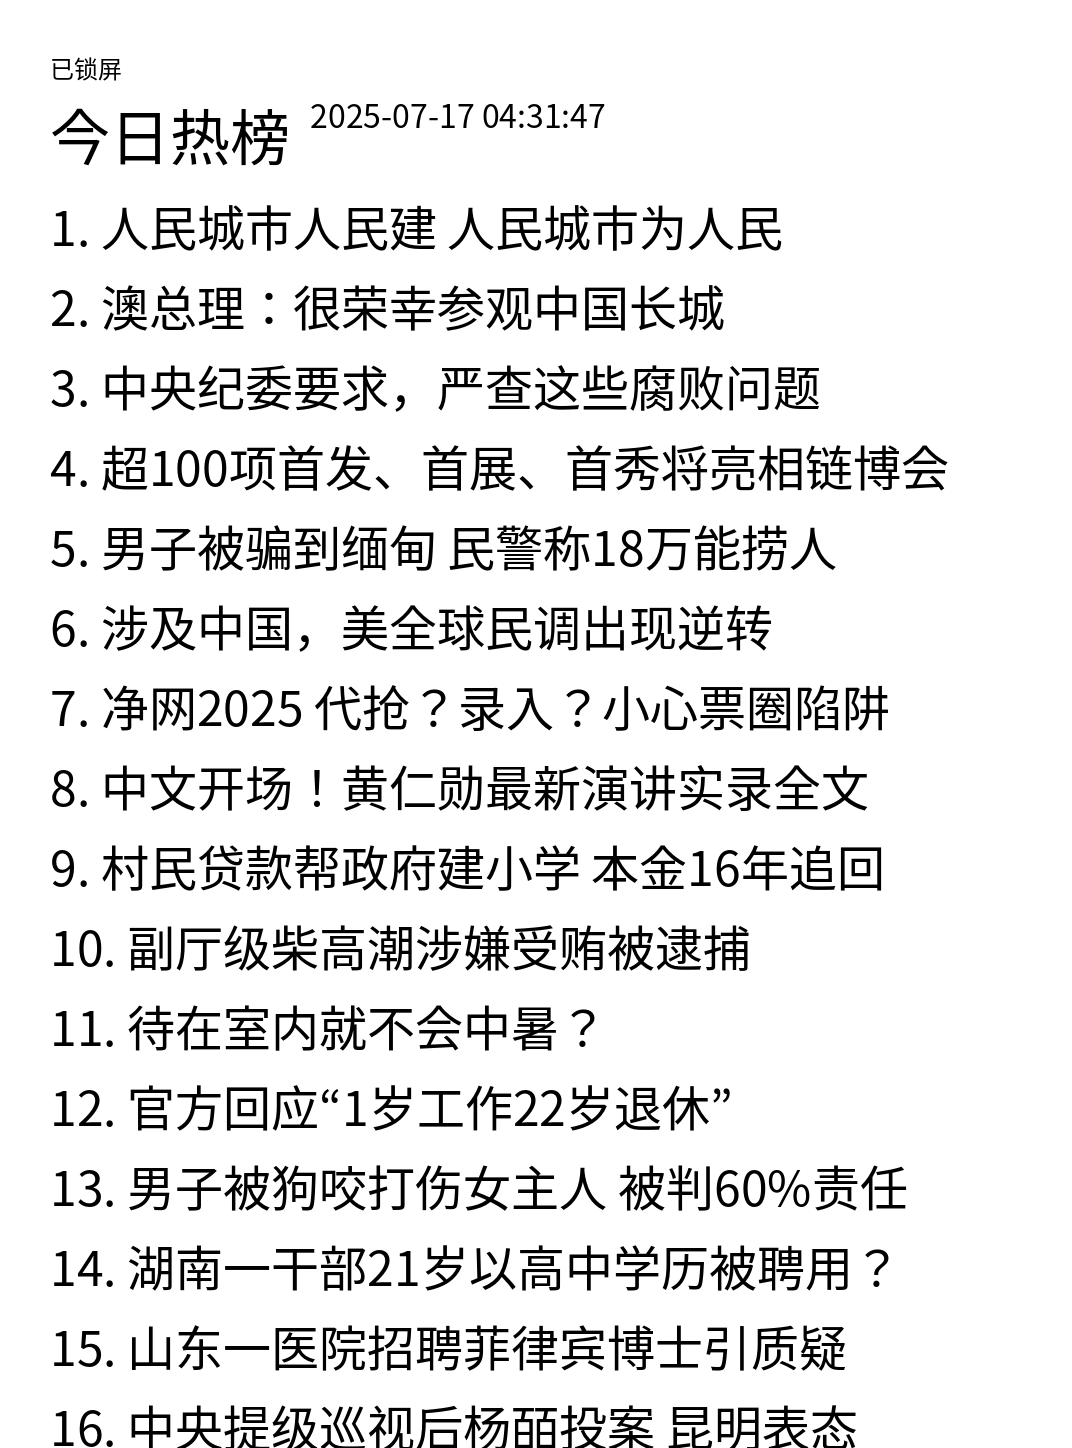 已锁屏
今日热榜 2025-07-17 04:31:47
1. 人民城市人民建 人民城市为人民
2. 澳总理：很荣幸参观中国长城
3. 中央纪委要求，严查这些腐败问题
4. 超100项首发、首展、首秀将亮相链博会
5. 男子被骗到缅甸 民警称18万能捞人
6. 涉及中国，美全球民调出现逆转
7. 净网2025 代抢？录入？小心票圈陷阱
8. 中文开场！黄仁勋最新演讲实录全文
9. 村民贷款帮政府建小学 本金16年追回
10. 副厅级柴高潮涉嫌受贿被逮捕
11. 待在室内就不会中暑？
12. 官方回应“1岁工作22岁退休”
13. 男子被狗咬打伤女主人 被判60%责任
14. 湖南一干部21岁以高中学历被聘用？
15. 山东一医院招聘菲律宾博士引质疑
16. 中央提级巡视后杨皕投案 昆明表态